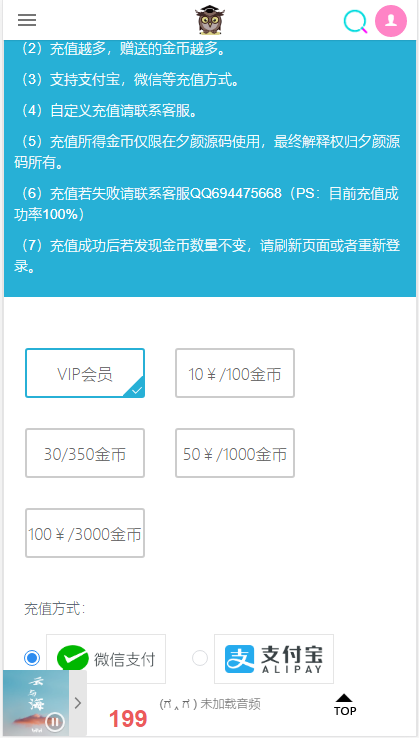 （2）充值越多，赠送的金币越多。
（3）支持支付宝，微信等充值方式。
（4）自定义充值请联系客服。
（5）充值所得金币仅限在夕颜源码使用，最终解释权归夕颜源
码所有。
（6）充值若失败请联系客服QQ694475668（PS：目前充值成
功率100%）
（7）充值成功后若发现金币数量不变，请刷新页面或者重新登
录。
VIP会员
10￥/100金币
30/350金币
50￥/1000金币
100￥/3000金币
充值方式：
微信支付
支付宝
ALIPAY
199
未加载音频
TOP